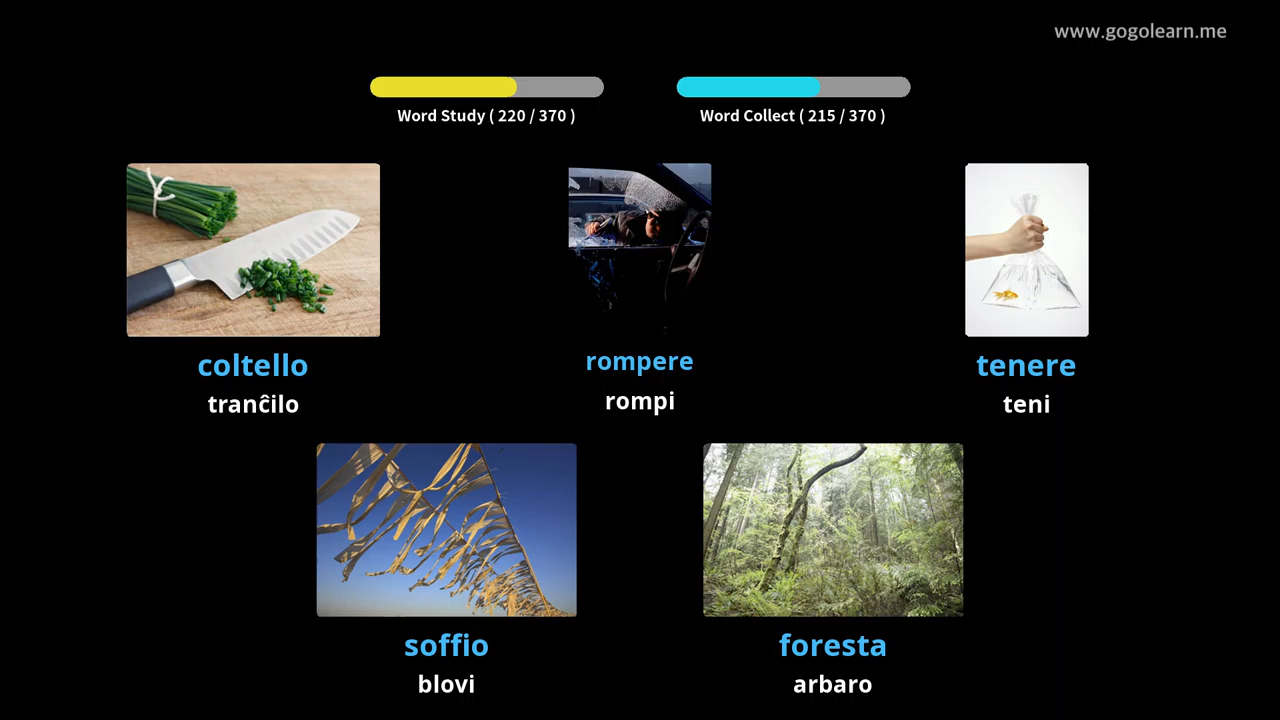 www.gogolearn.me
Word Study ( 220 / 370 )
Word Collect ( 215 / 370 )
coltello
tranĉilo
rompere
rompi
tenere
teni
soffio
blovi
foresta
arbaro